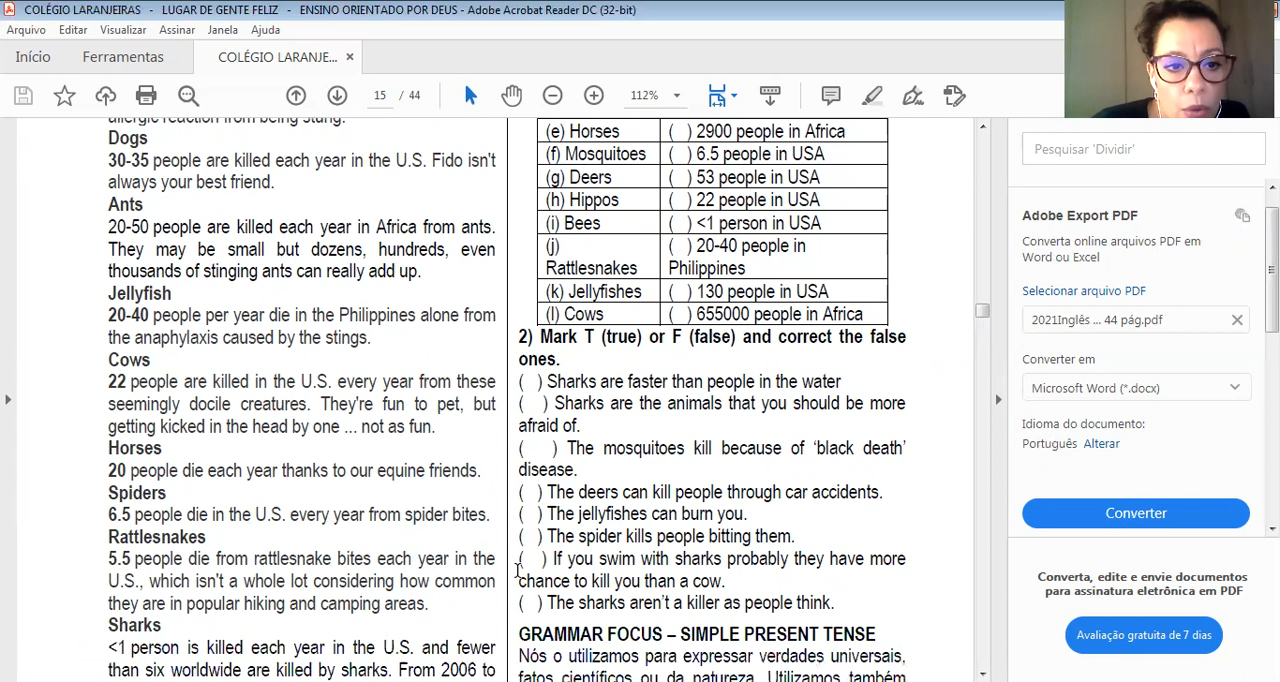 COLÉGIO LARANJEIRAS - LUGAR DE GENTE FELIZ - ENSINO ORIENTADO POR DEUS - Adobe Acrobat Reader DC (32-bit)
Arquivo Editar Visualizar Assinar Janela Ajuda
Início Ferramentas COLÉGIO LARANJE... ×
15 / 44 112%
allergic reaction from being stung.
Dogs
30-35 people are killed each year in the U.S. Fido isn't
always your best friend.
Ants
20-50 people are killed each year in Africa from ants.
They may be small but dozens, hundreds, even
thousands of stinging ants can really add up.
Jellyfish
20-40 people per year die in the Philippines alone from
the anaphylaxis caused by the stings.
Cows
22 people are killed in the U.S. every year from these
seemingly docile creatures. They're fun to pet, but
getting kicked in the head by one ... not as fun.
Horses
20 people die each year thanks to our equine friends.
Spiders
6.5 people die in the U.S. every year from spider bites.
Rattlesnakes
5.5 people die from rattlesnake bites each year in the
U.S., which isn't a whole lot considering how common
they are in popular hiking and camping areas.
Sharks
<1 person is killed each year in the U.S. and fewer
than six worldwide are killed by sharks. From 2006 to
(e) Horses ( ) 2900 people in Africa
(f) Mosquitoes ( ) 6.5 people in USA
(g) Deers ( ) 53 people in USA
(h) Hippos ( ) 22 people in USA
(i) Bees ( ) <1 person in USA
(j) ( ) 20-40 people in
Rattlesnakes Philippines
(k) Jellyfishes ( ) 130 people in USA
(l) Cows ( ) 655000 people in Africa
2) Mark T (true) or F (false) and correct the false
ones.
( ) Sharks are faster than people in the water
( ) Sharks are the animals that you should be more
afraid of.
( ) The mosquitoes kill because of ‘black death’
disease.
( ) The deers can kill people through car accidents.
( ) The jellyfishes can burn you.
( ) The spider kills people bitting them.
( ) If you swim with sharks probably they have more
chance to kill you than a cow.
( ) The sharks aren’t a killer as people think.
GRAMMAR FOCUS – SIMPLE PRESENT TENSE
Nós o utilizamos para expressar verdades universais,
fatos científicos ou da natureza. Utilizamos também
Pesquisar 'Dividir'
Adobe Export PDF
Converta online arquivos PDF em
Word ou Excel
Selecionar arquivo PDF
2021Inglês ... 44 pág.pdf ×
Converter em
Microsoft Word (*.docx)
Idioma do documento:
Português Alterar
Converter
Converta, edite e envie documentos
para assinatura eletrônica em PDF
Avaliação gratuita de 7 dias